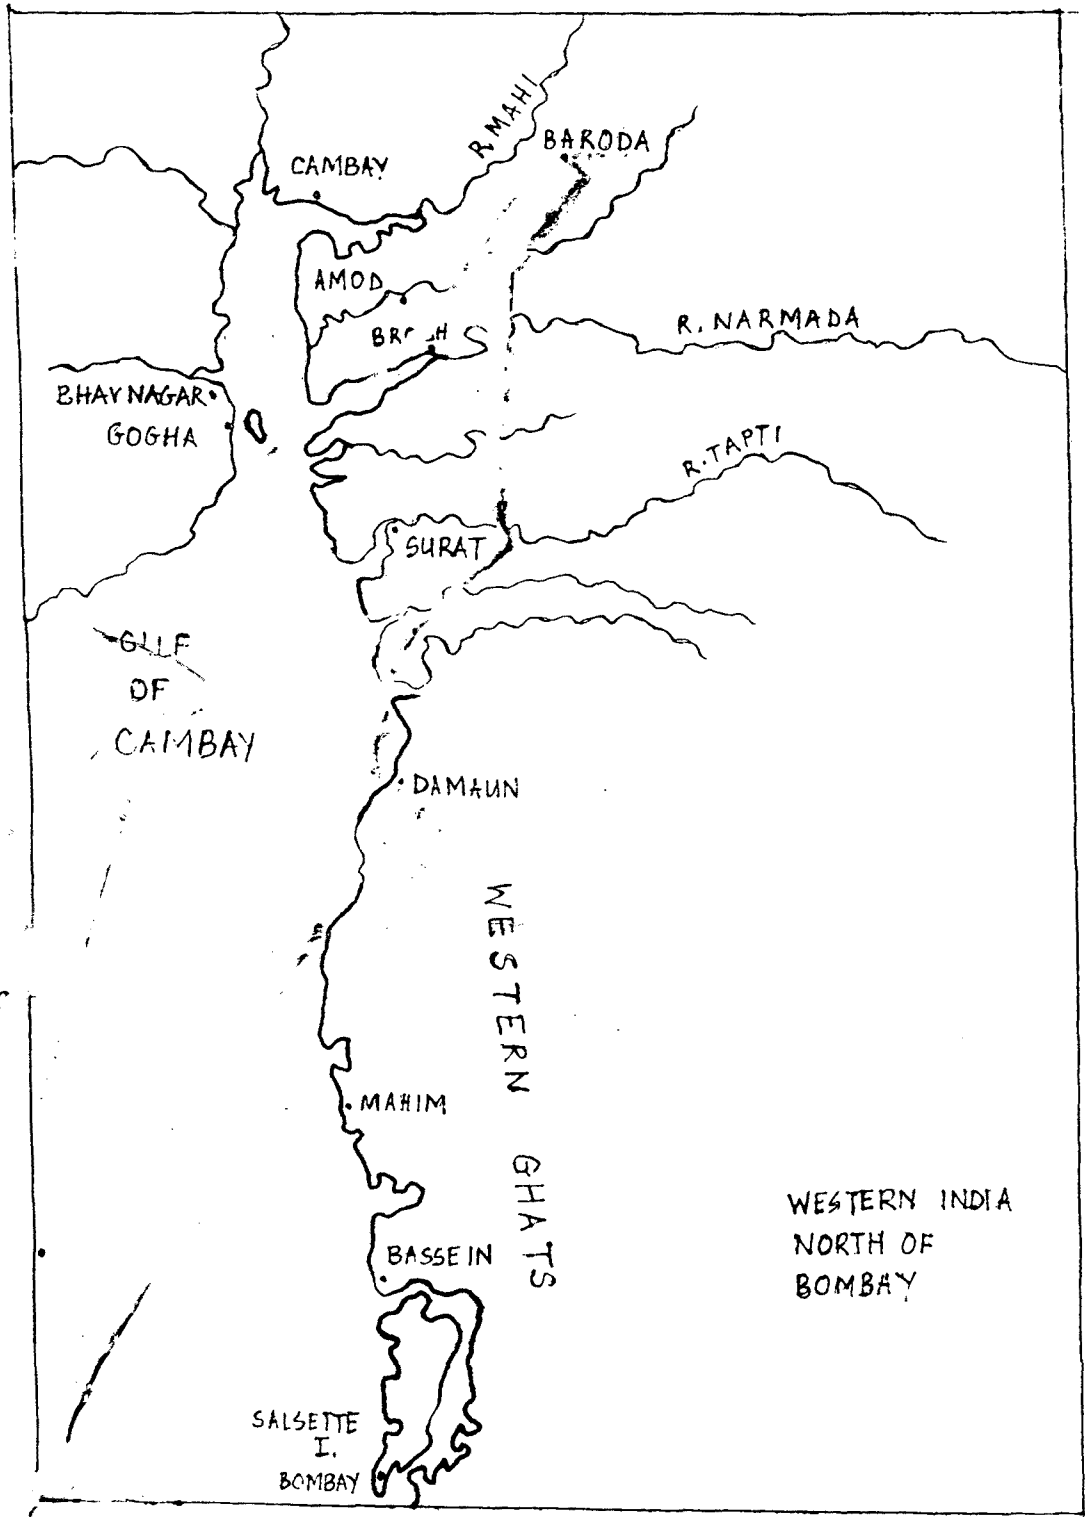 R MAHI
BARODA
CAMBAY
AMOD
R. NARMADA
BHAVNAGAR
GOGHA
R. TAPTI
SURAT
GULF
OF
CAMBAY
DAMAUN
WESTERN GHATS
MAHIM
WESTERN INDIA
NORTH OF
BOMBAY
BASSEIN
SALSETTE
I.
BOMBAY